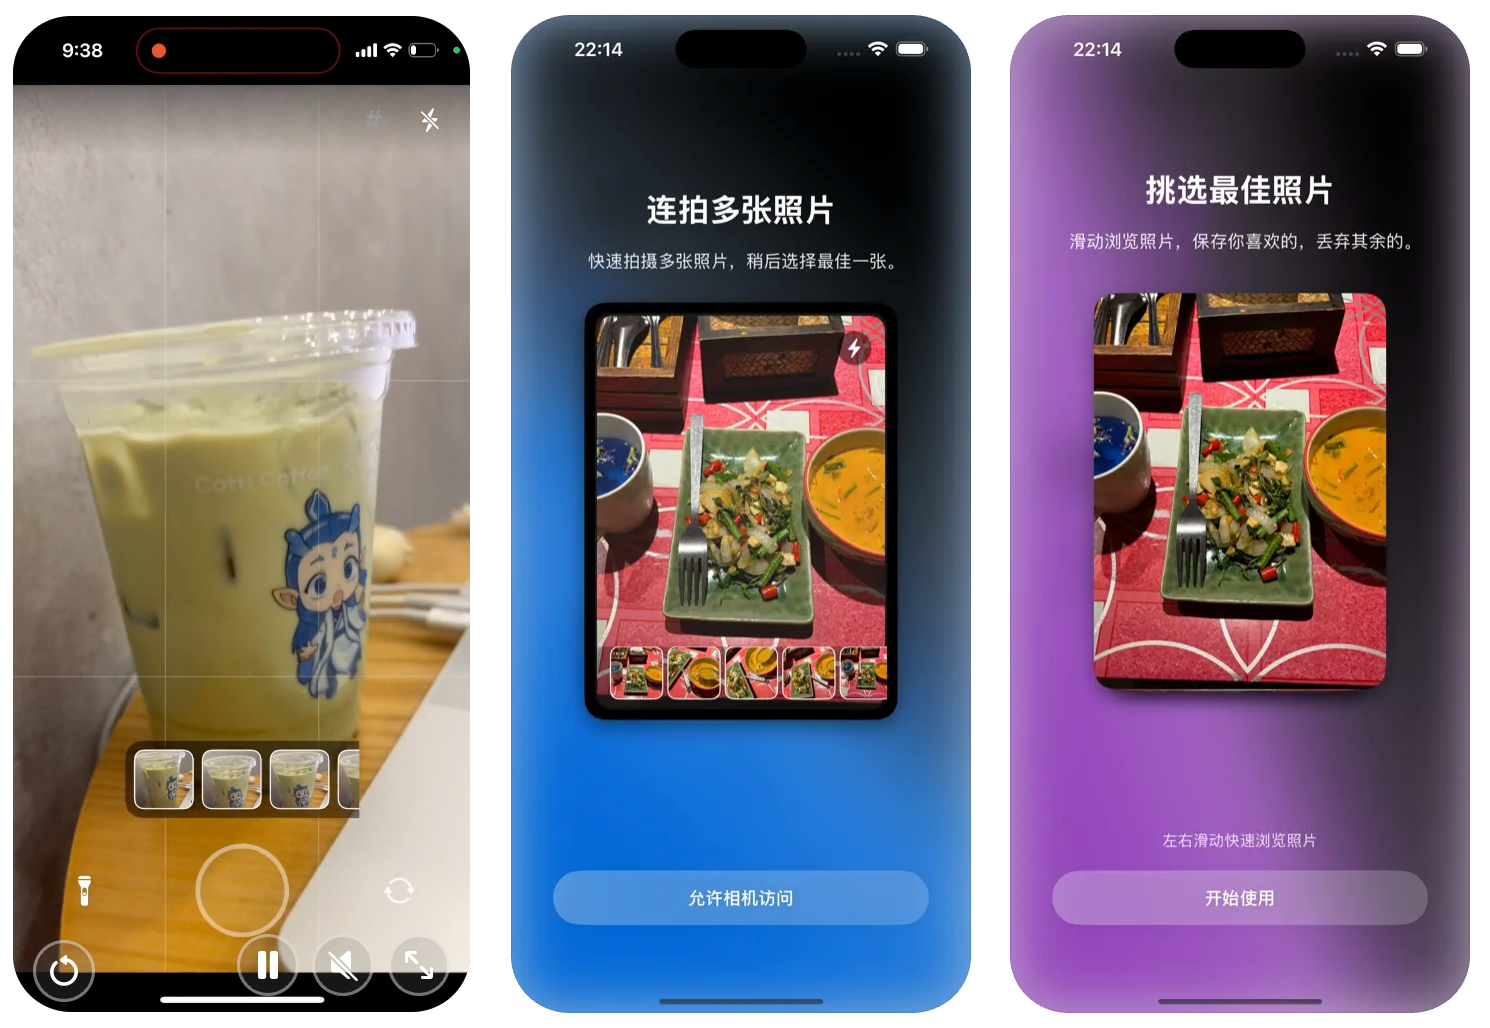 9:38
#
Cotti Coffee
22:14
连拍多张照片
快速拍摄多张照片，稍后选择最佳一张。
允许相机访问
22:14
挑选最佳照片
滑动浏览照片，保存你喜欢的，丢弃其余的。
左右滑动快速浏览照片
开始使用